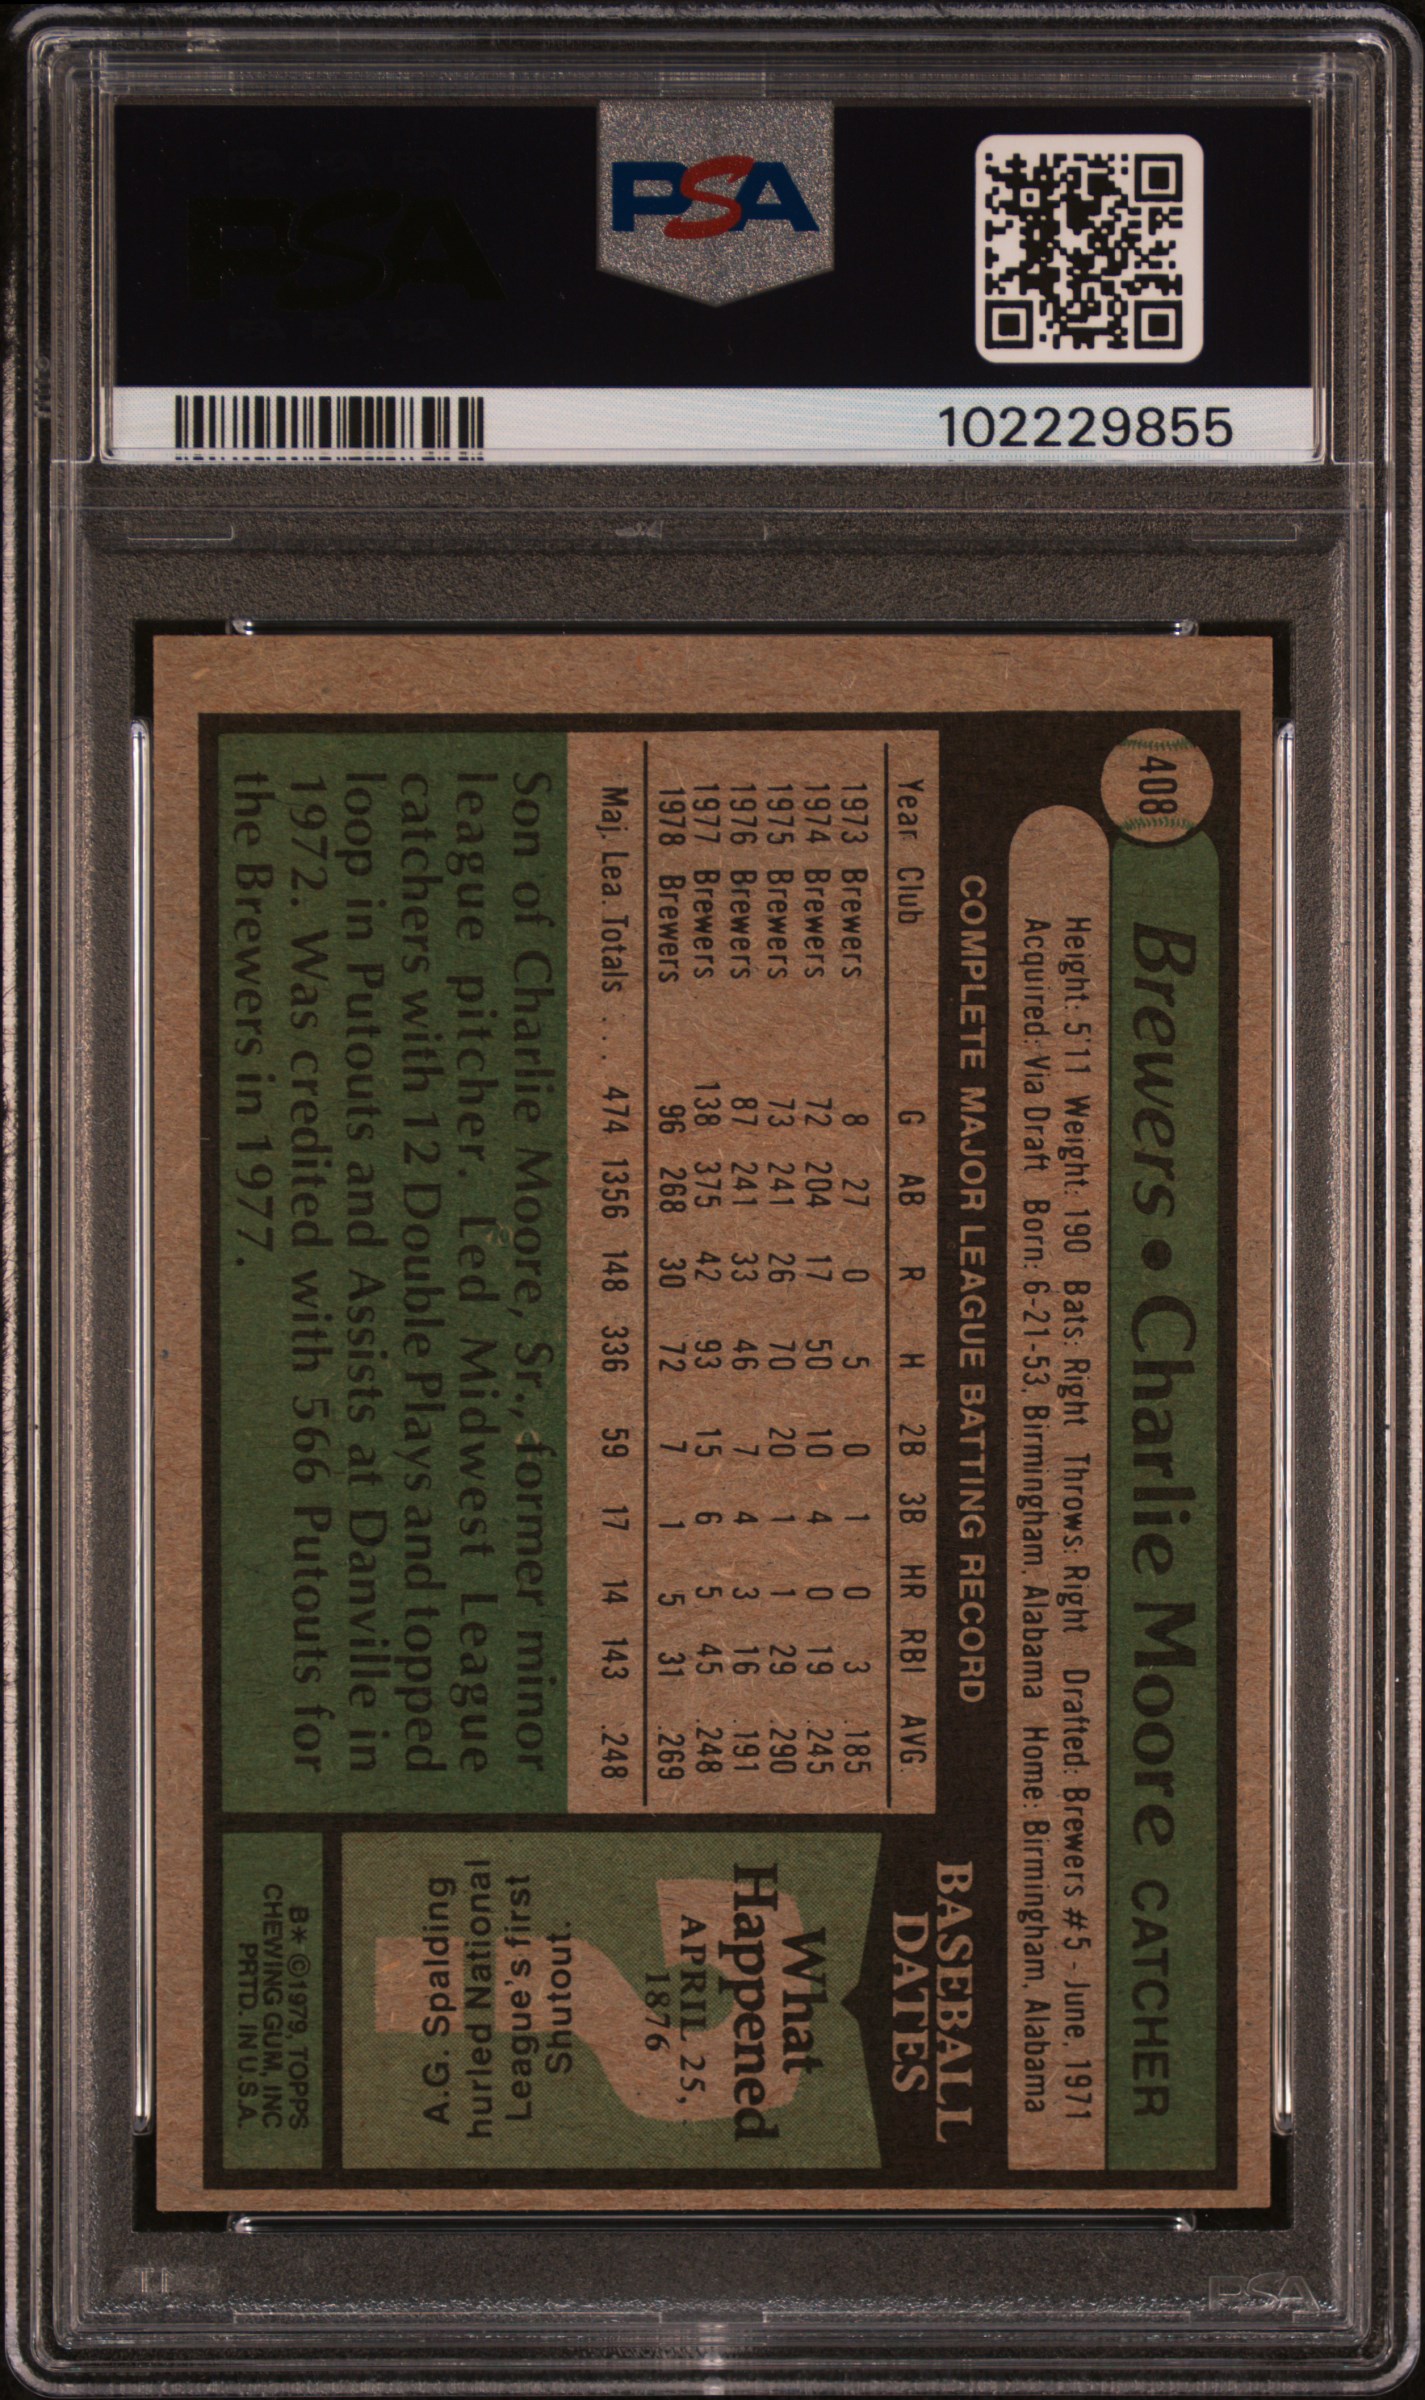 PSA
PSA
102229855
408
Brewers • Charlie Moore CATCHER
Height: 5'11 Weight: 190 Bats: Right Throws: Right Drafted: Brewers #5 - June, 1971
Acquired: Via Draft Born: 6-21-53, Birmingham, Alabama Home: Birmingham, Alabama
COMPLETE MAJOR LEAGUE BATTING RECORD
Year Club G AB R H 2B 3B HR RBI AVG.
1973 Brewers 8 27 0 5 0 1 0 3 .185
1974 Brewers 72 204 17 50 10 4 0 19 .245
1975 Brewers 73 241 26 70 20 1 1 29 .290
1976 Brewers 87 241 33 46 7 4 3 16 .191
1977 Brewers 138 375 42 93 15 6 5 45 .248
1978 Brewers 96 268 30 72 7 1 5 31 .269
Maj. Lea. Totals . . . 474 1356 148 336 59 17 14 143 .248
Son of Charlie Moore, Sr., former minor
league pitcher. Led Midwest League
catchers with 12 Double Plays and topped
loop in Putouts and Assists at Danville in
1972. Was credited with 566 Putouts for
the Brewers in 1977.
BASEBALL
DATES
What
Happened
APRIL 25,
1876
A.G. Spalding
hurled National
League's first
Shutout.
B* ©1979, TOPPS
CHEWING GUM, INC
PRTD. IN U.S.A.
PSA